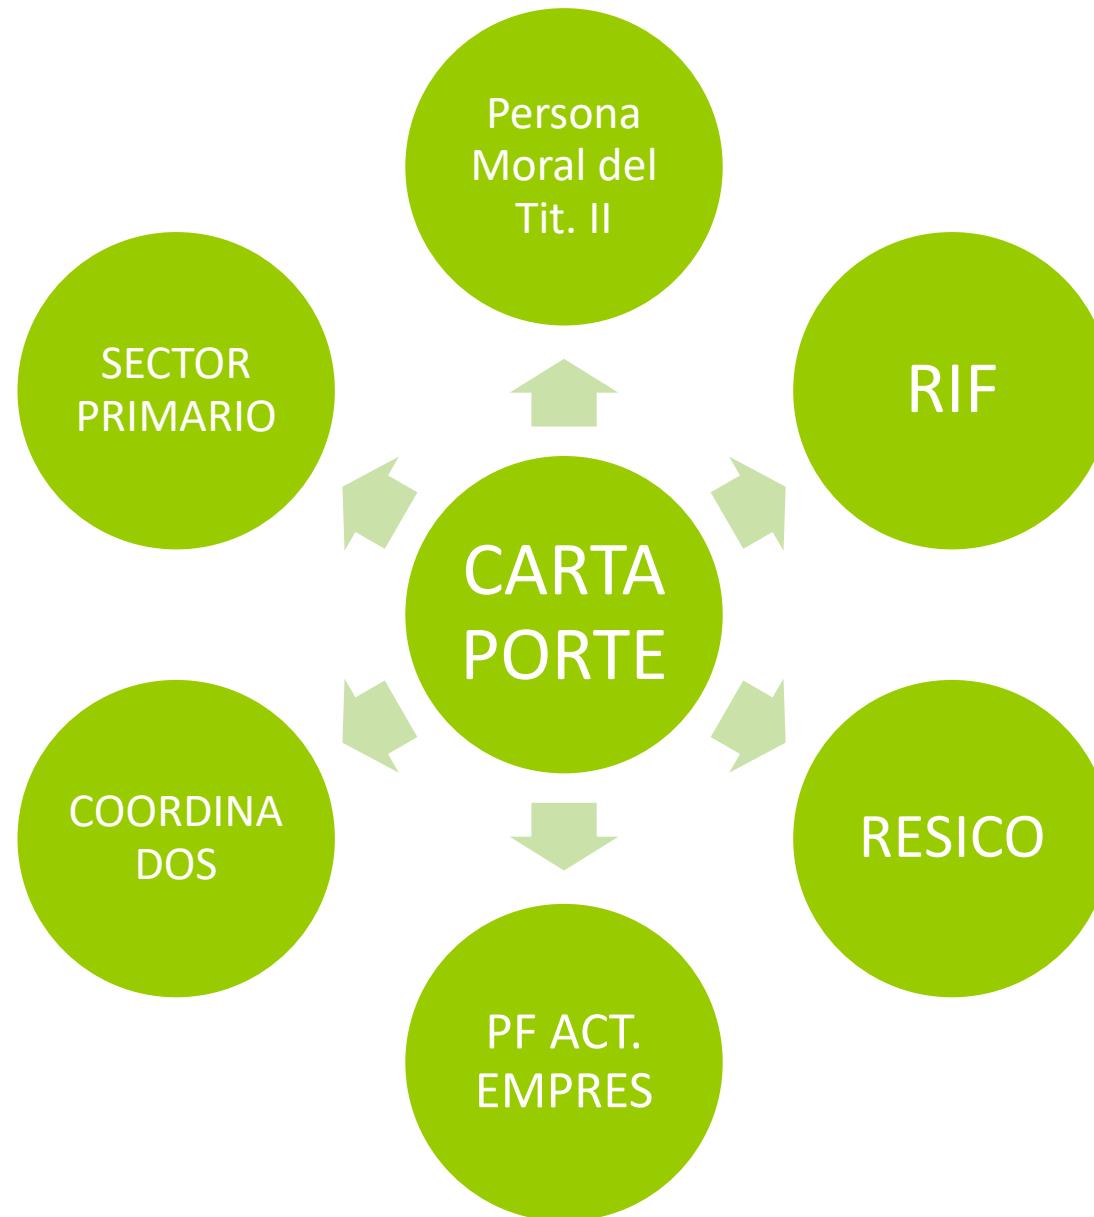 Persona
Moral del
Tit. II
SECTOR
PRIMARIO
RIF
CARTA
PORTE
COORDINA
DOS
RESICO
PF ACT.
EMPRES